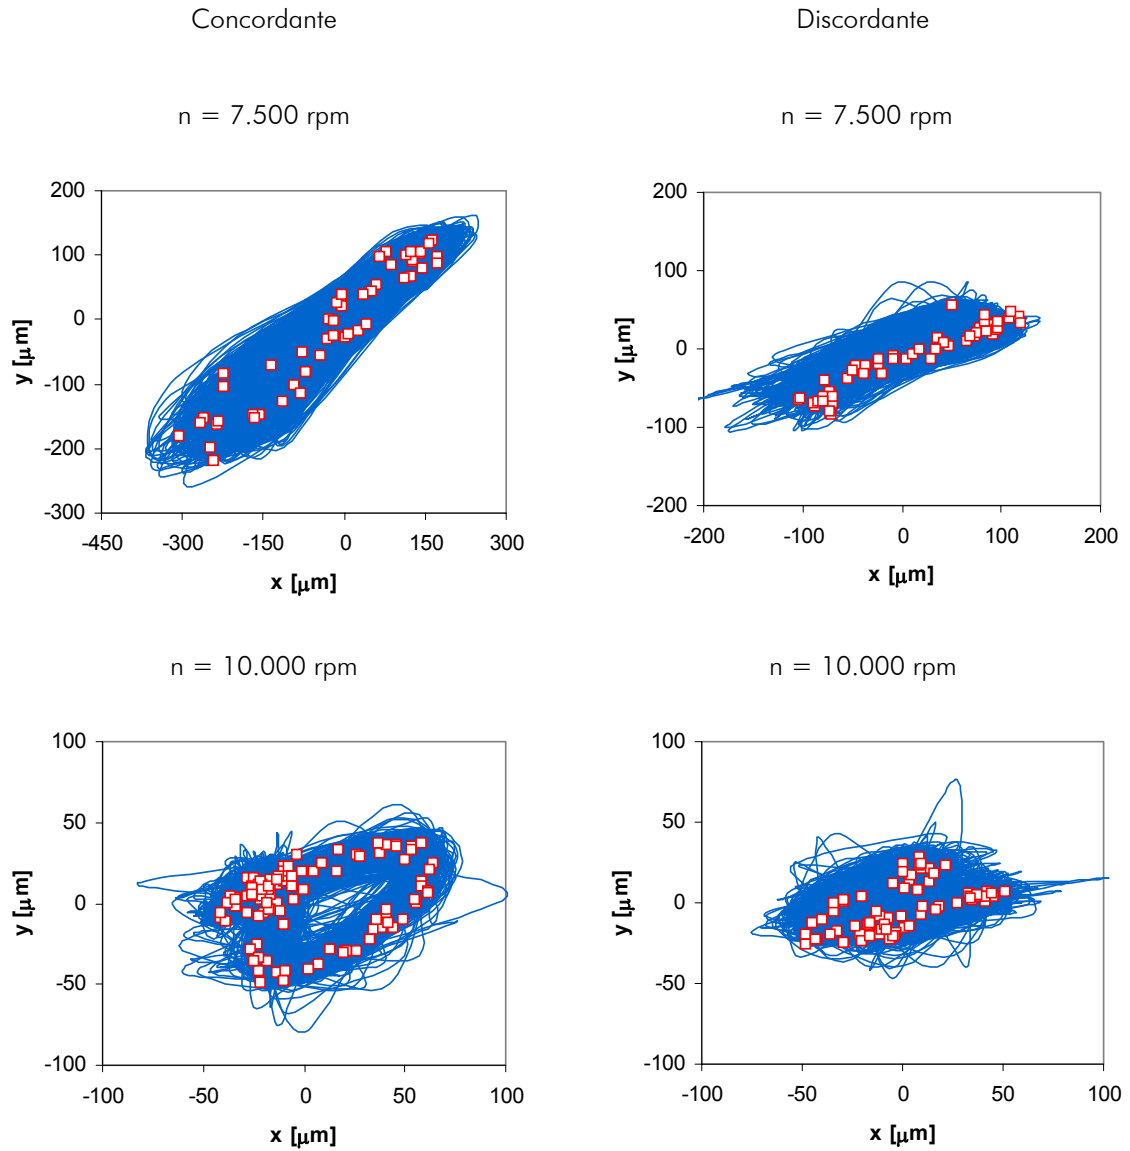 Concordante
Discordante
n = 7.500 rpm
n = 7.500 rpm
200
100
0
-100
-200
-300
-450 -300 -150 0 150 300
y [μm]
x [μm]
200
100
0
-100
-200
-200 -100 0 100 200
y [μm]
x [μm]
n = 10.000 rpm
n = 10.000 rpm
100
50
0
-50
-100
-100 -50 0 50 100
y [μm]
x [μm]
100
50
0
-50
-100
-100 -50 0 50 100
y [μm]
x [μm]